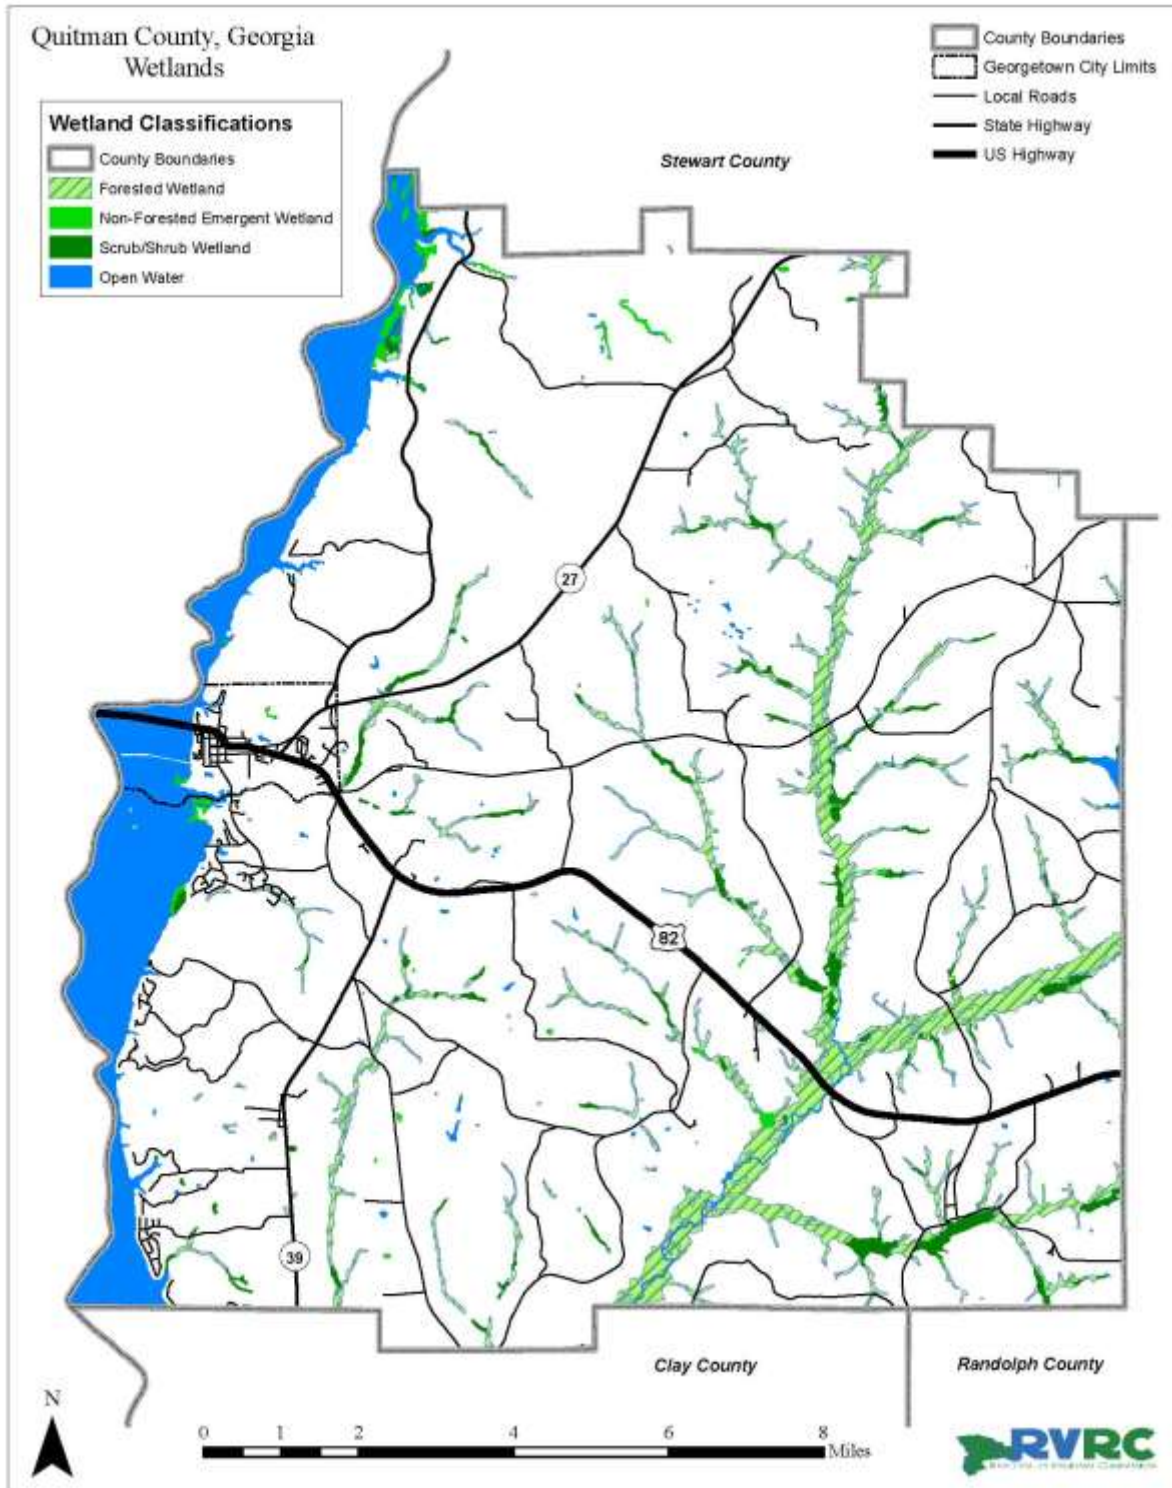 Quitman County, Georgia
Wetlands
Wetland Classifications
County Boundaries
Forested Wetland
Non-Forested Emergent Wetland
Scrub/Shrub Wetland
Open Water
County Boundaries
Georgetown City Limits
Local Roads
State Highway
US Highway
Stewart County
27
82
39
Clay County
Randolph County
N
0 1 2 4 6 8
Miles
RVRC